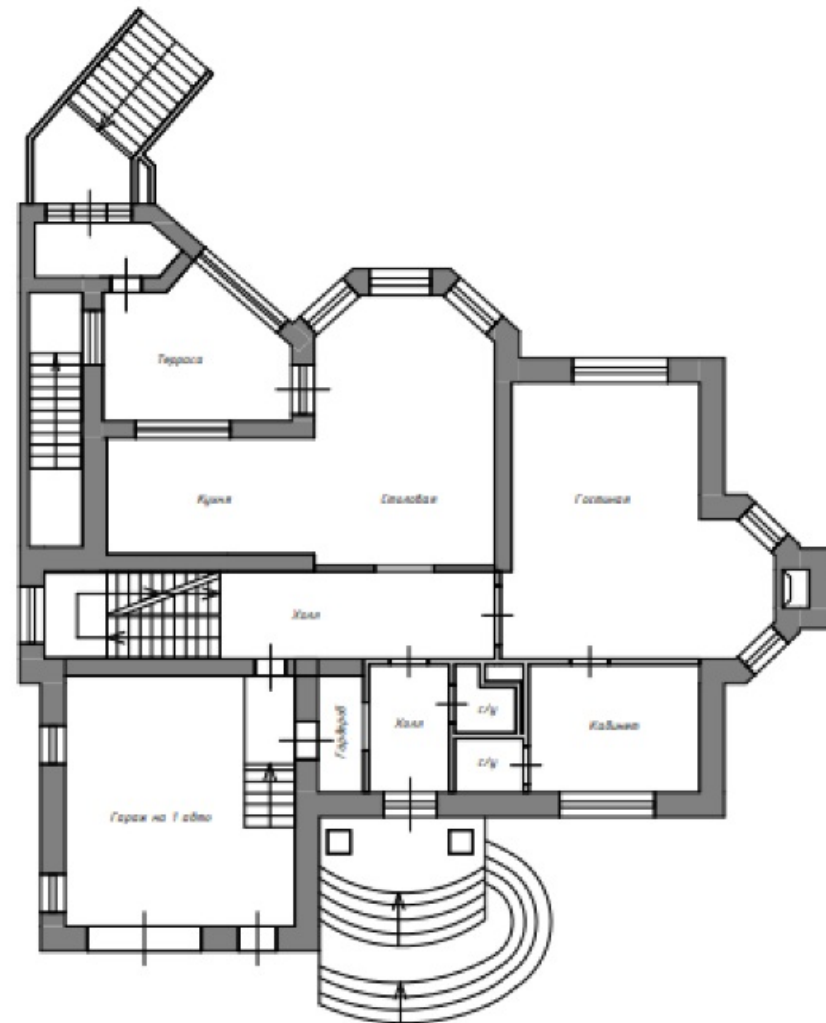 Терраса
Кухня
Столовая
Гостиная
Холл
Гардероб
Холл
с/у
с/у
Кабинет
Гараж на 1 авто